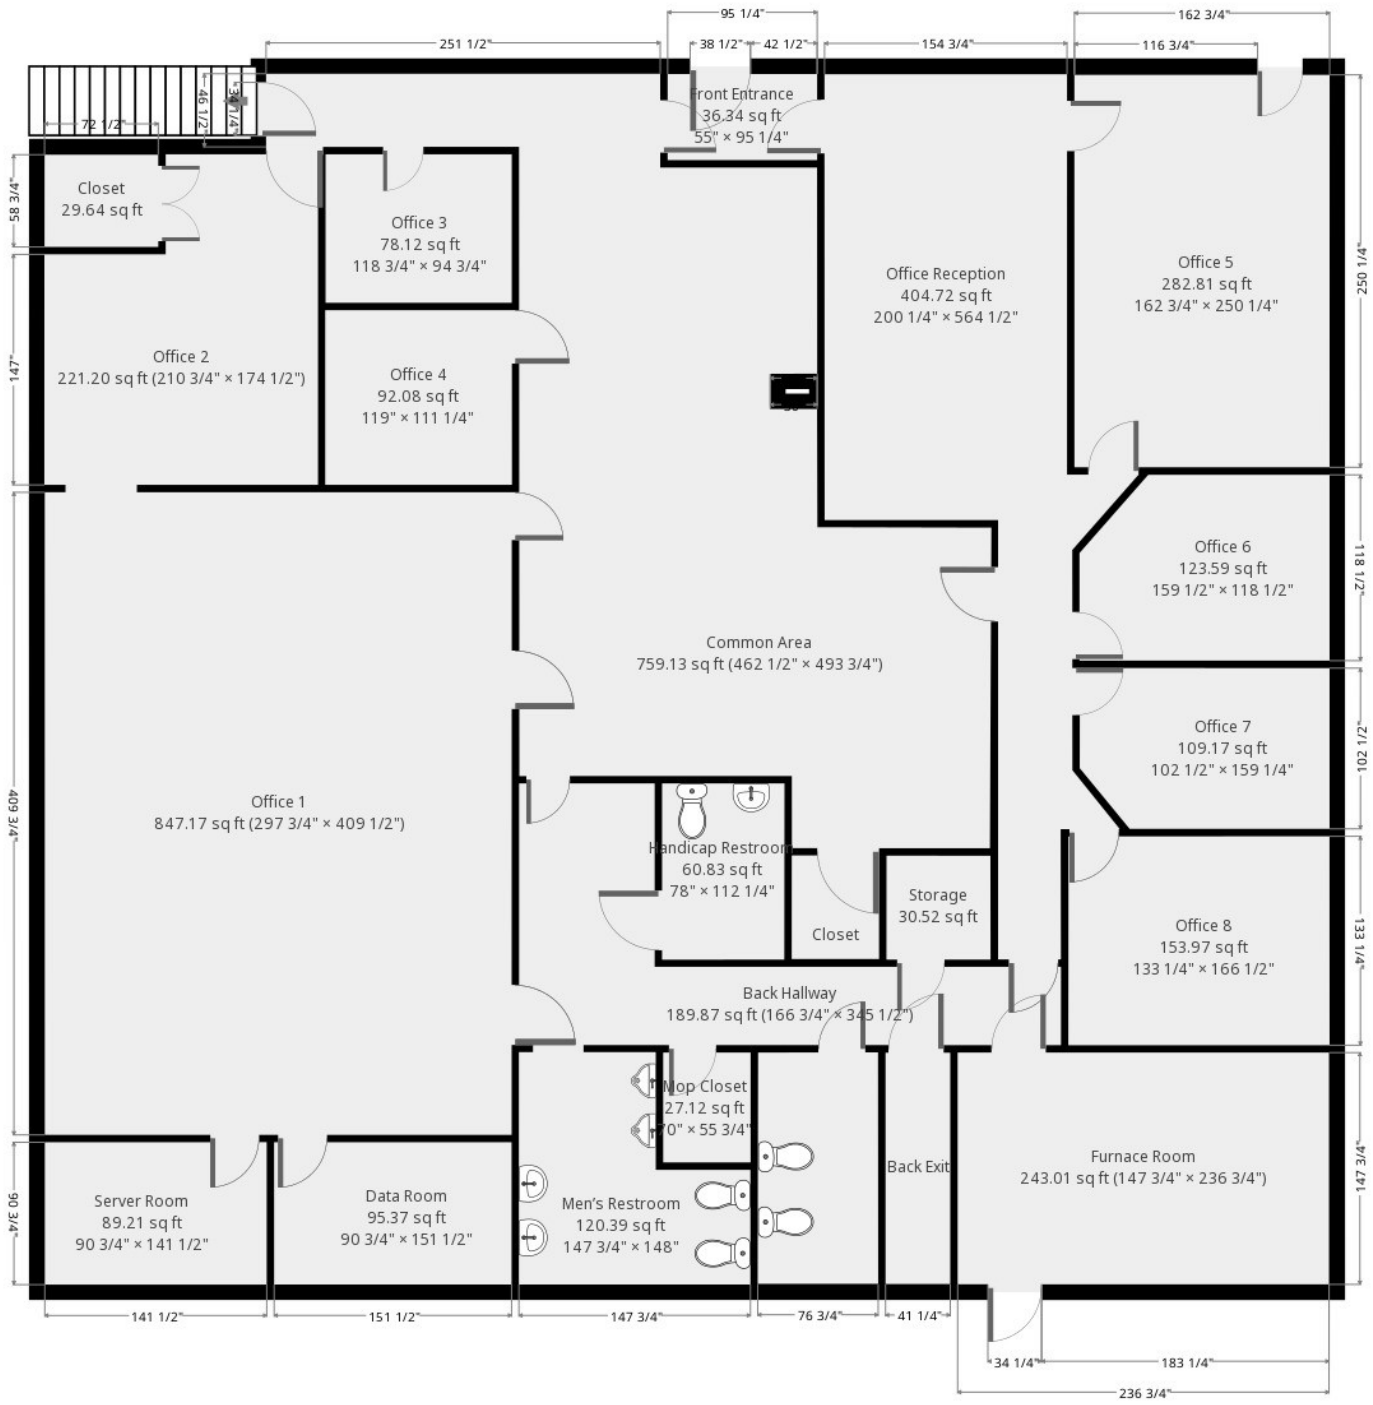 95 1/4"
162 3/4"
251 1/2"
38 1/2"
42 1/2"
154 3/4"
116 3/4"
46 1/2"
34 1/4"
72 1/2"
Front Entrance
36.34 sq ft
55" × 95 1/4"
58 3/4"
Closet
29.64 sq ft
Office 3
78.12 sq ft
118 3/4" × 94 3/4"
Office Reception
404.72 sq ft
200 1/4" × 564 1/2"
Office 5
282.81 sq ft
162 3/4" × 250 1/4"
250 1/4"
147"
Office 2
221.20 sq ft (210 3/4" × 174 1/2")
Office 4
92.08 sq ft
119" × 111 1/4"
Office 6
123.59 sq ft
159 1/2" × 118 1/2"
118 1/2"
Common Area
759.13 sq ft (462 1/2" × 493 3/4")
Office 7
109.17 sq ft
102 1/2" × 159 1/4"
102 1/2"
409 3/4"
Office 1
847.17 sq ft (297 3/4" × 409 1/2")
Handicap Restroom
60.83 sq ft
78" × 112 1/4"
Closet
Storage
30.52 sq ft
Office 8
153.97 sq ft
133 1/4" × 166 1/2"
133 1/4"
Back Hallway
189.87 sq ft (166 3/4" × 345 1/2")
Mop Closet
27.12 sq ft
70" × 55 3/4"
Back Exit
Furnace Room
243.01 sq ft (147 3/4" × 236 3/4")
147 3/4"
90 3/4"
Server Room
89.21 sq ft
90 3/4" × 141 1/2"
Data Room
95.37 sq ft
90 3/4" × 151 1/2"
Men's Restroom
120.39 sq ft
147 3/4" × 148"
141 1/2"
151 1/2"
147 3/4"
76 3/4"
41 1/4"
34 1/4"
183 1/4"
236 3/4"